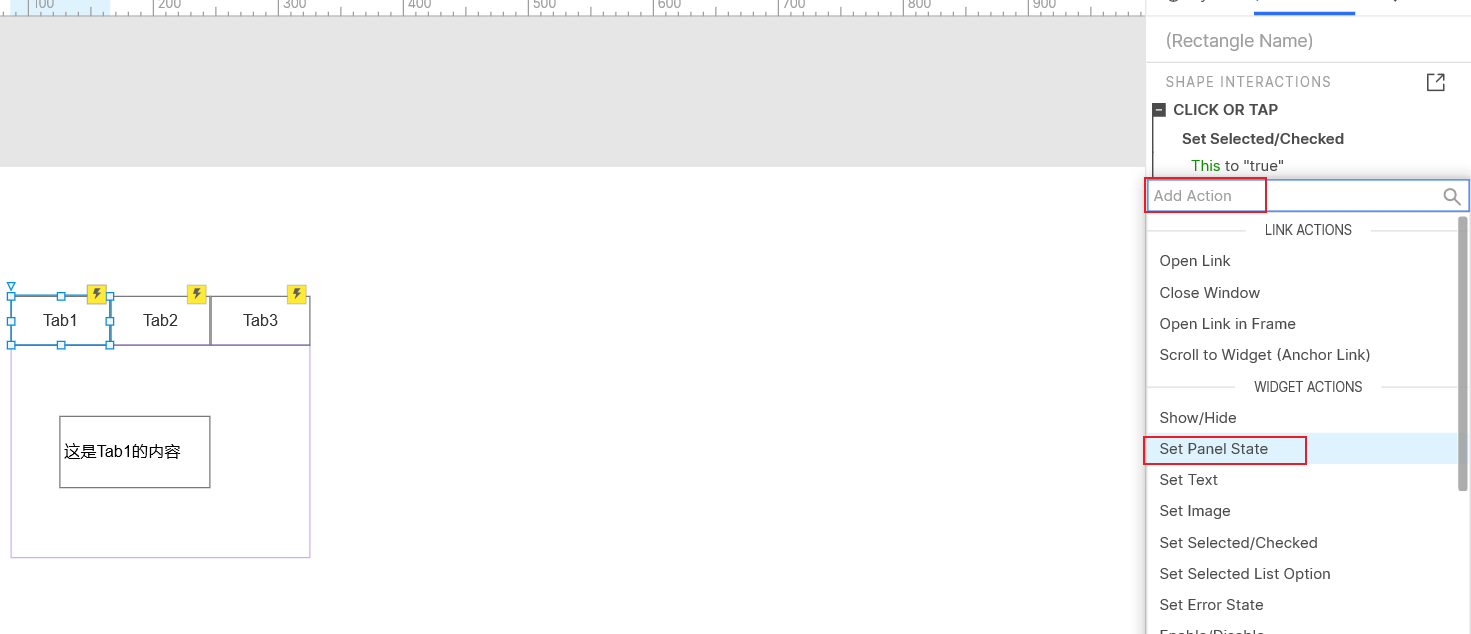 100 200 300 400 500 600 700 800 900
(Rectangle Name)
SHAPE INTERACTIONS
CLICK OR TAP
Set Selected/Checked
This to "true"
Add Action
LINK ACTIONS
Open Link
Close Window
Open Link in Frame
Scroll to Widget (Anchor Link)
WIDGET ACTIONS
Show/Hide
Set Panel State
Set Text
Set Image
Set Selected/Checked
Set Selected List Option
Set Error State
Enable/Disable
Tab1 Tab2 Tab3
这是Tab1的内容